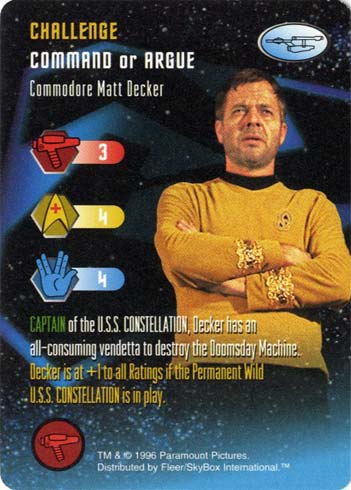 CHALLENGE
COMMAND or ARGUE
Commodore Matt Decker
3
4
4
CAPTAIN of the U.S.S. CONSTELLATION, Decker has an
all-consuming vendetta to destroy the Doomsday Machine.
Decker is at +1 to all Ratings if the Permanent Wild
U.S.S. CONSTELLATION is in play.
TM & © 1996 Paramount Pictures.
Distributed by Fleer/SkyBox International.™